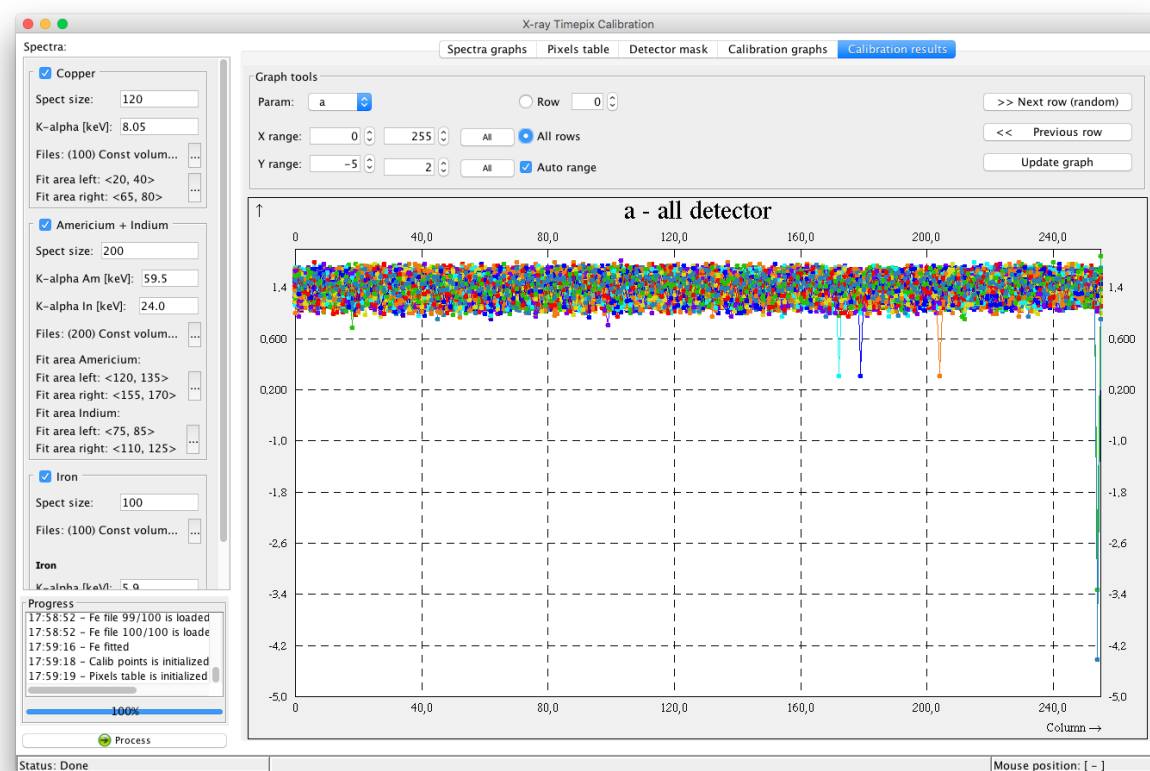 X-ray Timepix Calibration
Spectra:
Copper
Spect size: 120
K-alpha [keV]: 8.05
Files: (100) Const volum... ...
Fit area left: <20, 40>
Fit area right: <65, 80>
...
Americium + Indium
Spect size: 200
K-alpha Am [keV]: 59.5
K-alpha In [keV]: 24.0
Files: (200) Const volum... ...
Fit area Americium:
Fit area left: <120, 135>
Fit area right: <155, 170>
...
Fit area Indium:
Fit area left: <75, 85>
Fit area right: <110, 125>
...
Iron
Spect size: 100
Files: (100) Const volum... ...
Iron
K-alpha [keV]: 5.9
Progress
17:58:52 - Fe file 99/100 is loaded
17:58:52 - Fe file 100/100 is loade
17:59:16 - Fe fitted
17:59:18 - Calib points is initialized
17:59:19 - Pixels table is initialized
100%
Process
Spectra graphs Pixels table Detector mask Calibration graphs Calibration results
Graph tools
Param: a Row 0 >> Next row (random)
X range: 0 255 All All rows << Previous row
Y range: -5 2 All Auto range Update graph
↑ a - all detector
0 40,0 80,0 120,0 160,0 200,0 240,0
1.4 1,4
0,600 0,600
0,200 0,200
-1.0 -1,0
-1.8 -1,8
-2,6 -2,6
-3,4 -3,4
-4,2 -4,2
-5.0 -5,0
0 40,0 80,0 120,0 160,0 200,0 240,0
Column →
Status: Done Mouse position: [ - ]